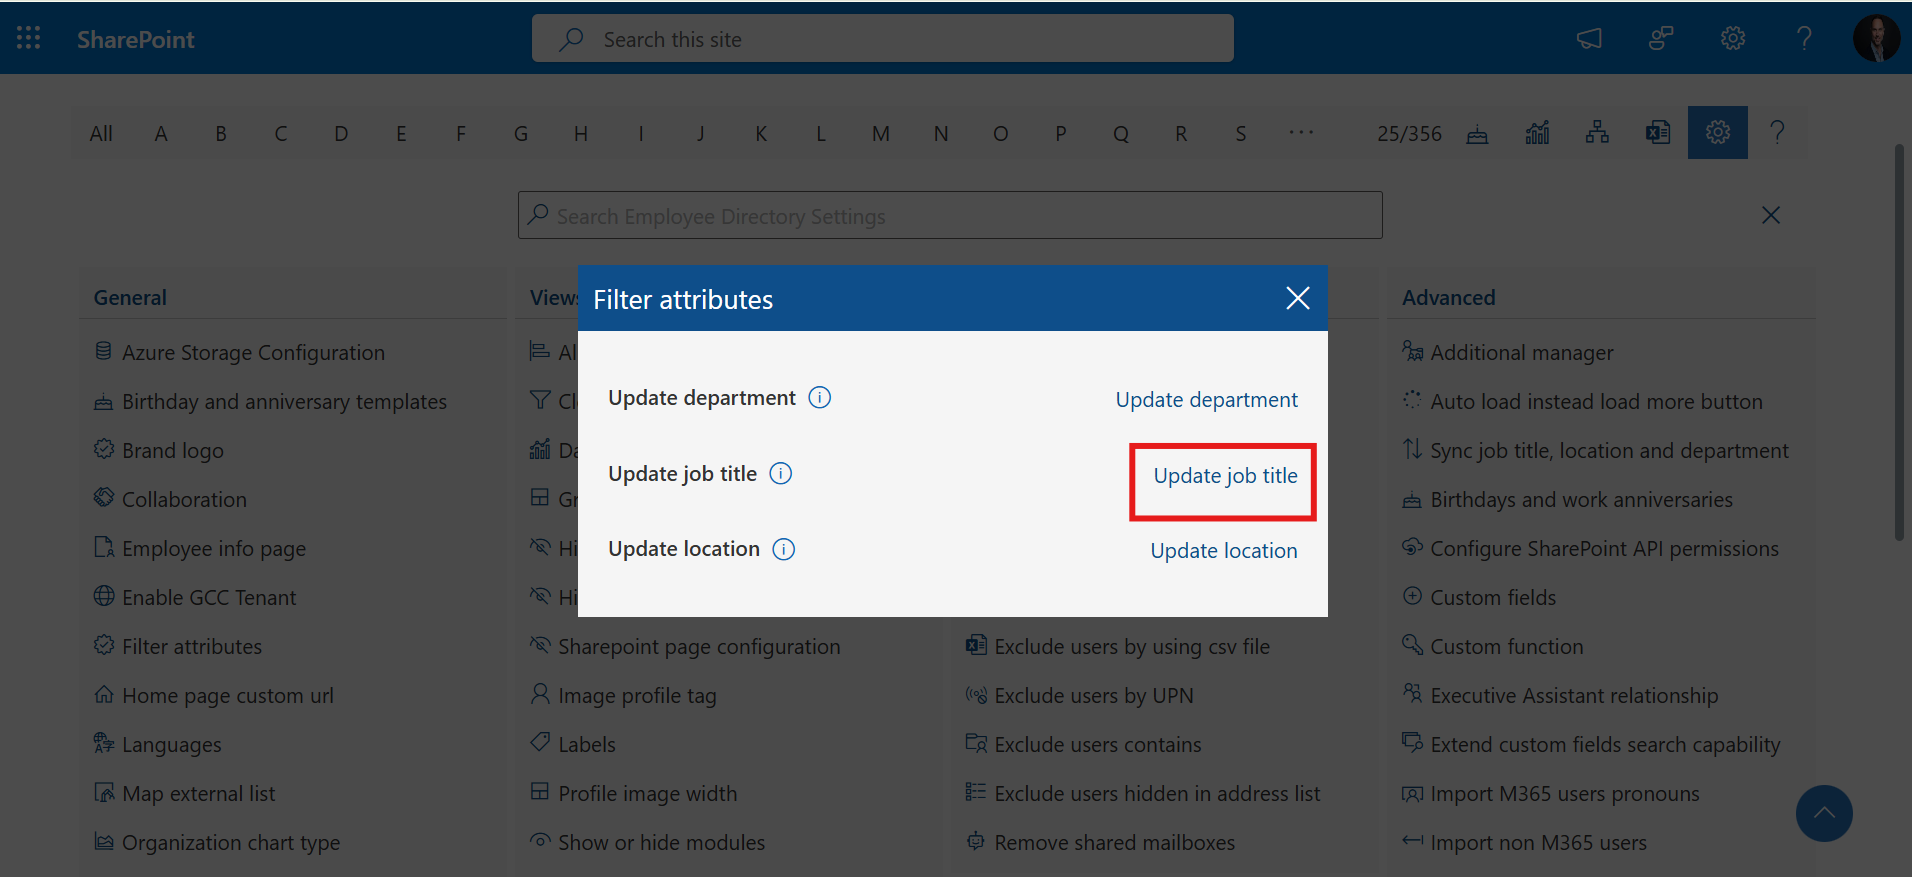 SharePoint
Search this site
All A B C D E F G H I J K L M N O P Q R S ... 25/356
Search Employee Directory Settings
General
Azure Storage Configuration
Birthday and anniversary templates
Brand logo
Collaboration
Employee info page
Enable GCC Tenant
Filter attributes
Home page custom url
Languages
Map external list
Organization chart type
Views
Sharepoint page configuration
Image profile tag
Labels
Profile image width
Show or hide modules
Filter attributes
Update department Update department
Update job title Update job title
Update location Update location
Exclude users by using csv file
Exclude users by UPN
Exclude users contains
Exclude users hidden in address list
Remove shared mailboxes
Advanced
Additional manager
Auto load instead load more button
Sync job title, location and department
Birthdays and work anniversaries
Configure SharePoint API permissions
Custom fields
Custom function
Executive Assistant relationship
Extend custom fields search capability
Import M365 users pronouns
Import non M365 users